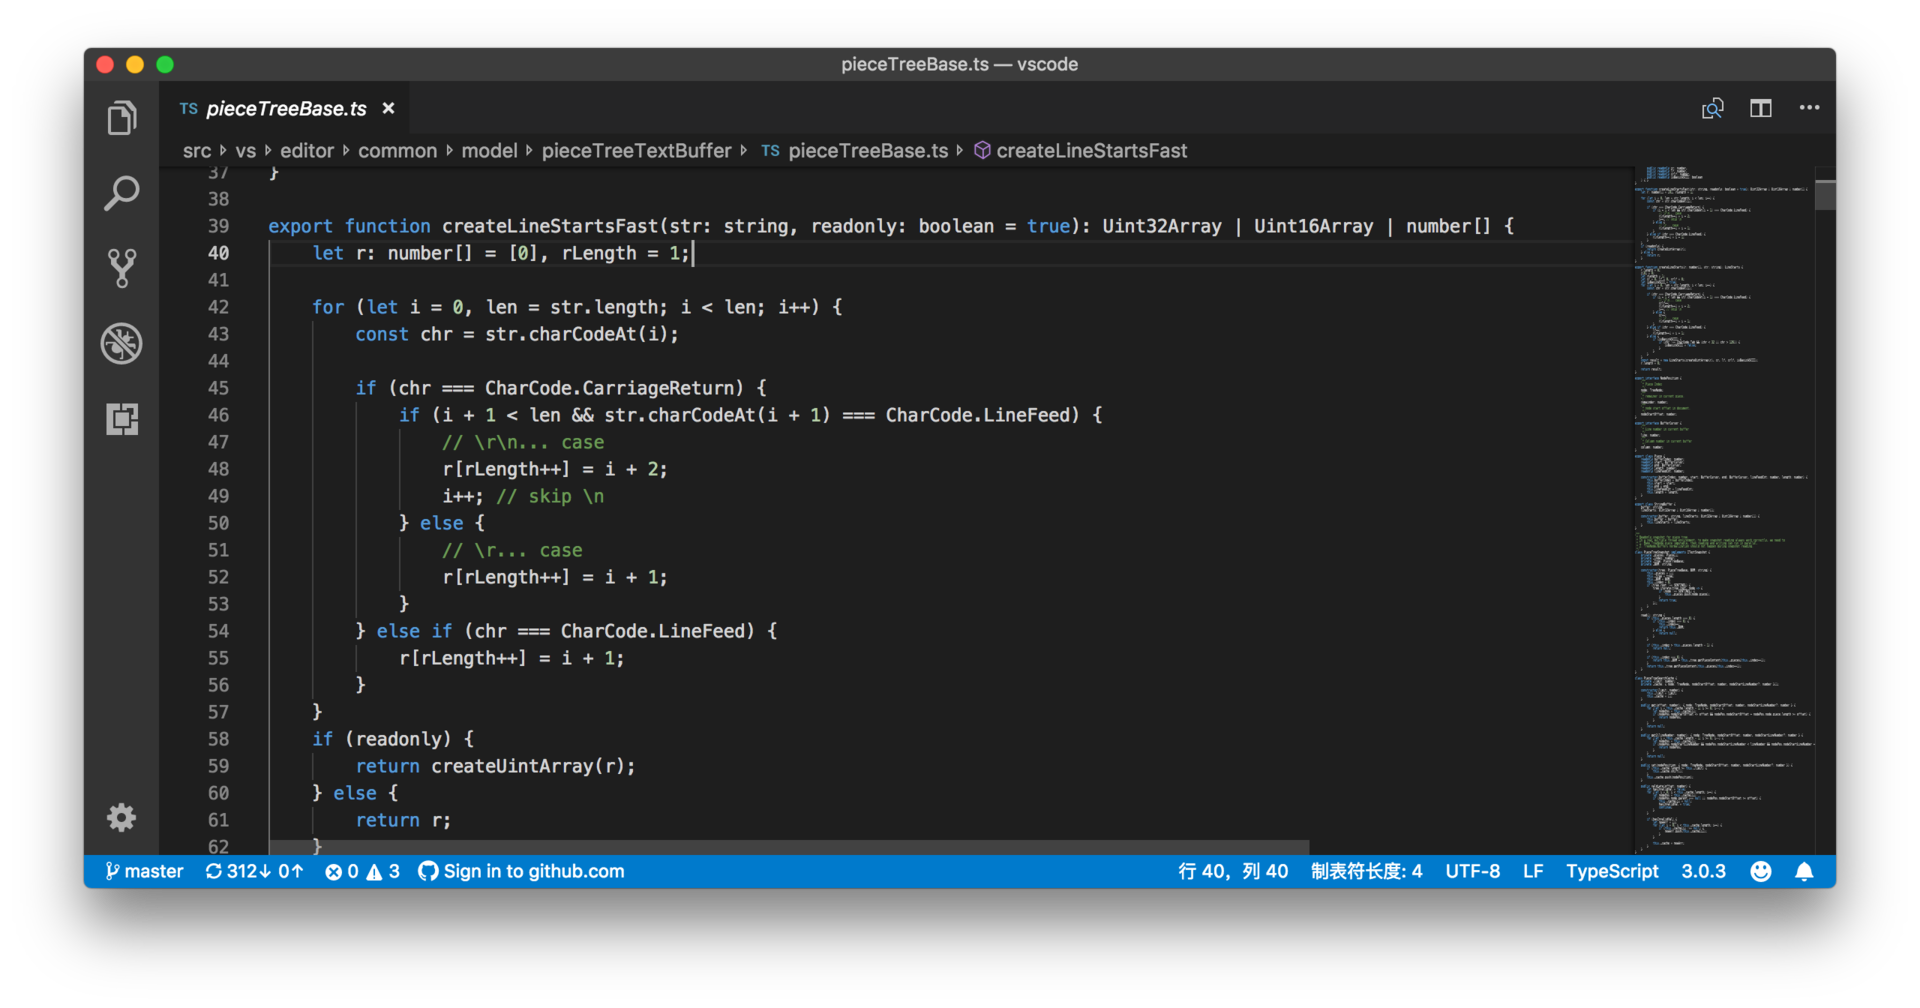 pieceTreeBase.ts — vscode
TS pieceTreeBase.ts ×
src › vs › editor › common › model › pieceTreeTextBuffer › TS pieceTreeBase.ts › createLineStartsFast
37 }
38
39 export function createLineStartsFast(str: string, readonly: boolean = true): Uint32Array | Uint16Array | number[] {
40 let r: number[] = [0], rLength = 1;
41
42 for (let i = 0, len = str.length; i < len; i++) {
43 const chr = str.charCodeAt(i);
44
45 if (chr === CharCode.CarriageReturn) {
46 if (i + 1 < len && str.charCodeAt(i + 1) === CharCode.LineFeed) {
47 // \r\n... case
48 r[rLength++] = i + 2;
49 i++; // skip \n
50 } else {
51 // \r... case
52 r[rLength++] = i + 1;
53 }
54 } else if (chr === CharCode.LineFeed) {
55 r[rLength++] = i + 1;
56 }
57 }
58 if (readonly) {
59 return createUintArray(r);
60 } else {
61 return r;
62 }
master 312↓ 0↑ 0 3 Sign in to github.com 行 40，列 40 制表符长度: 4 UTF-8 LF TypeScript 3.0.3